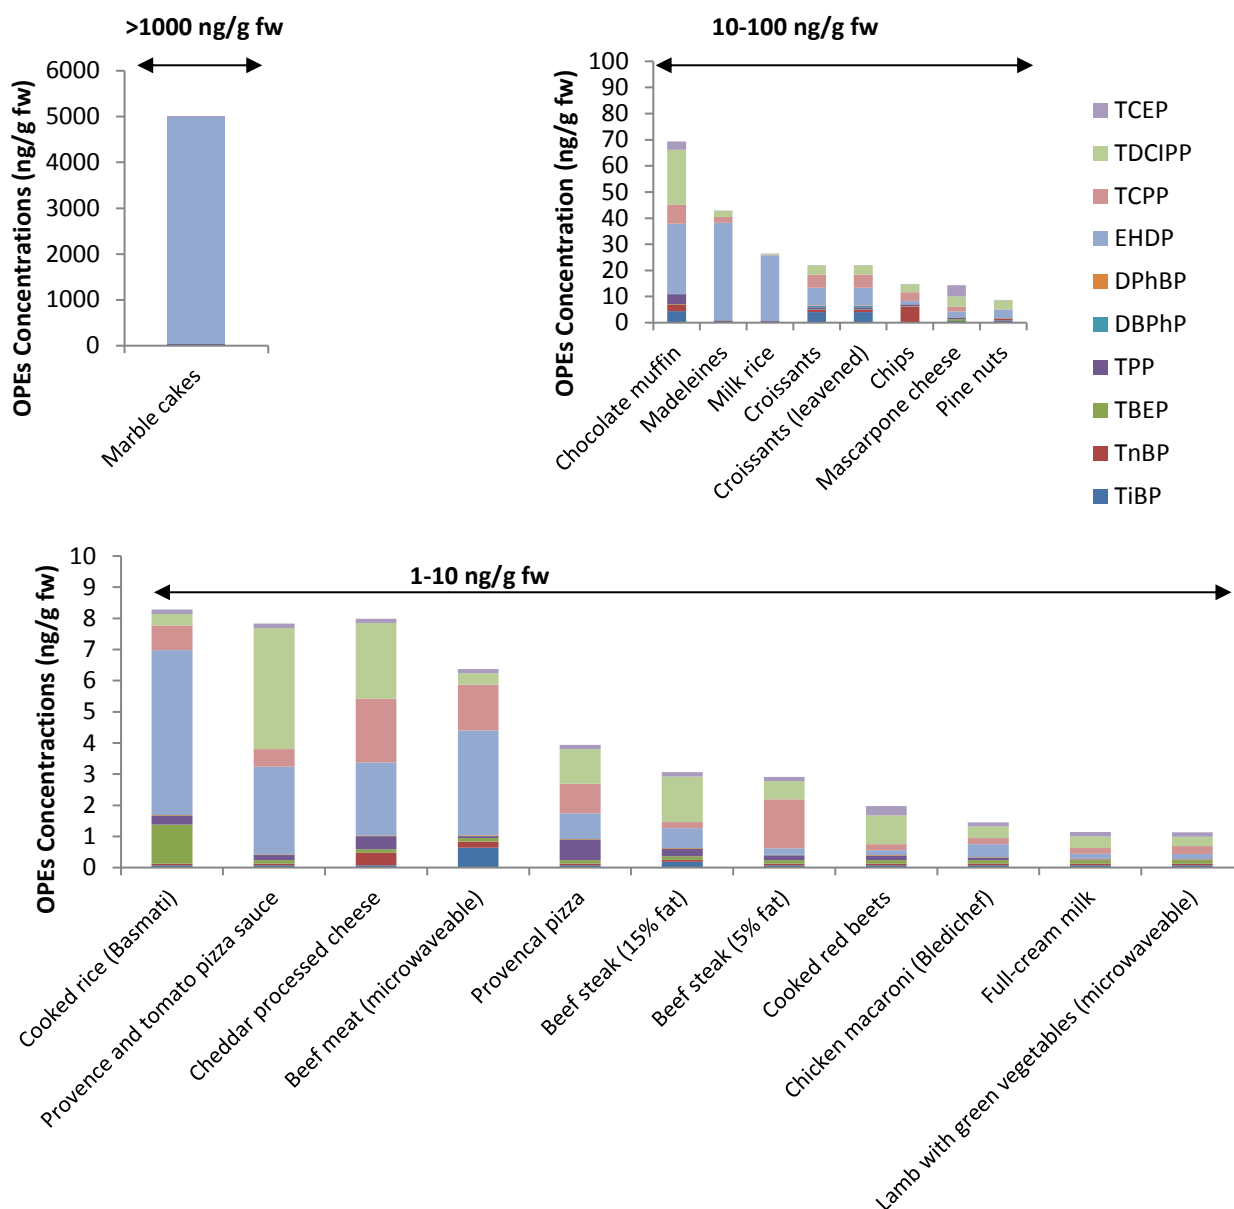 >1000 ng/g fw
OPEs Concentrations (ng/g fw)
6000
5000
4000
3000
2000
1000
0
Marble cakes
10-100 ng/g fw
OPEs Concentration (ng/g fw)
100
90
80
70
60
50
40
30
20
10
0
Chocolate muffin
Madeleines
Milk rice
Croissants
Croissants (leavened)
Chips
Mascarpone cheese
Pine nuts
TCEP
TDCIPP
TCPP
EHDP
DPhBP
DBPhP
TPP
TBEP
TnBP
TiBP
1-10 ng/g fw
OPEs Concentractions (ng/g fw)
10
9
8
7
6
5
4
3
2
1
0
Cooked rice (Basmati)
Provence and tomato pizza sauce
Cheddar processed cheese
Beef meat (microwaveable)
Provencal pizza
Beef steak (15% fat)
Beef steak (5% fat)
Cooked red beets
Chicken macaroni (Bledichef)
Full-cream milk
Lamb with green vegetables (microwaveable)